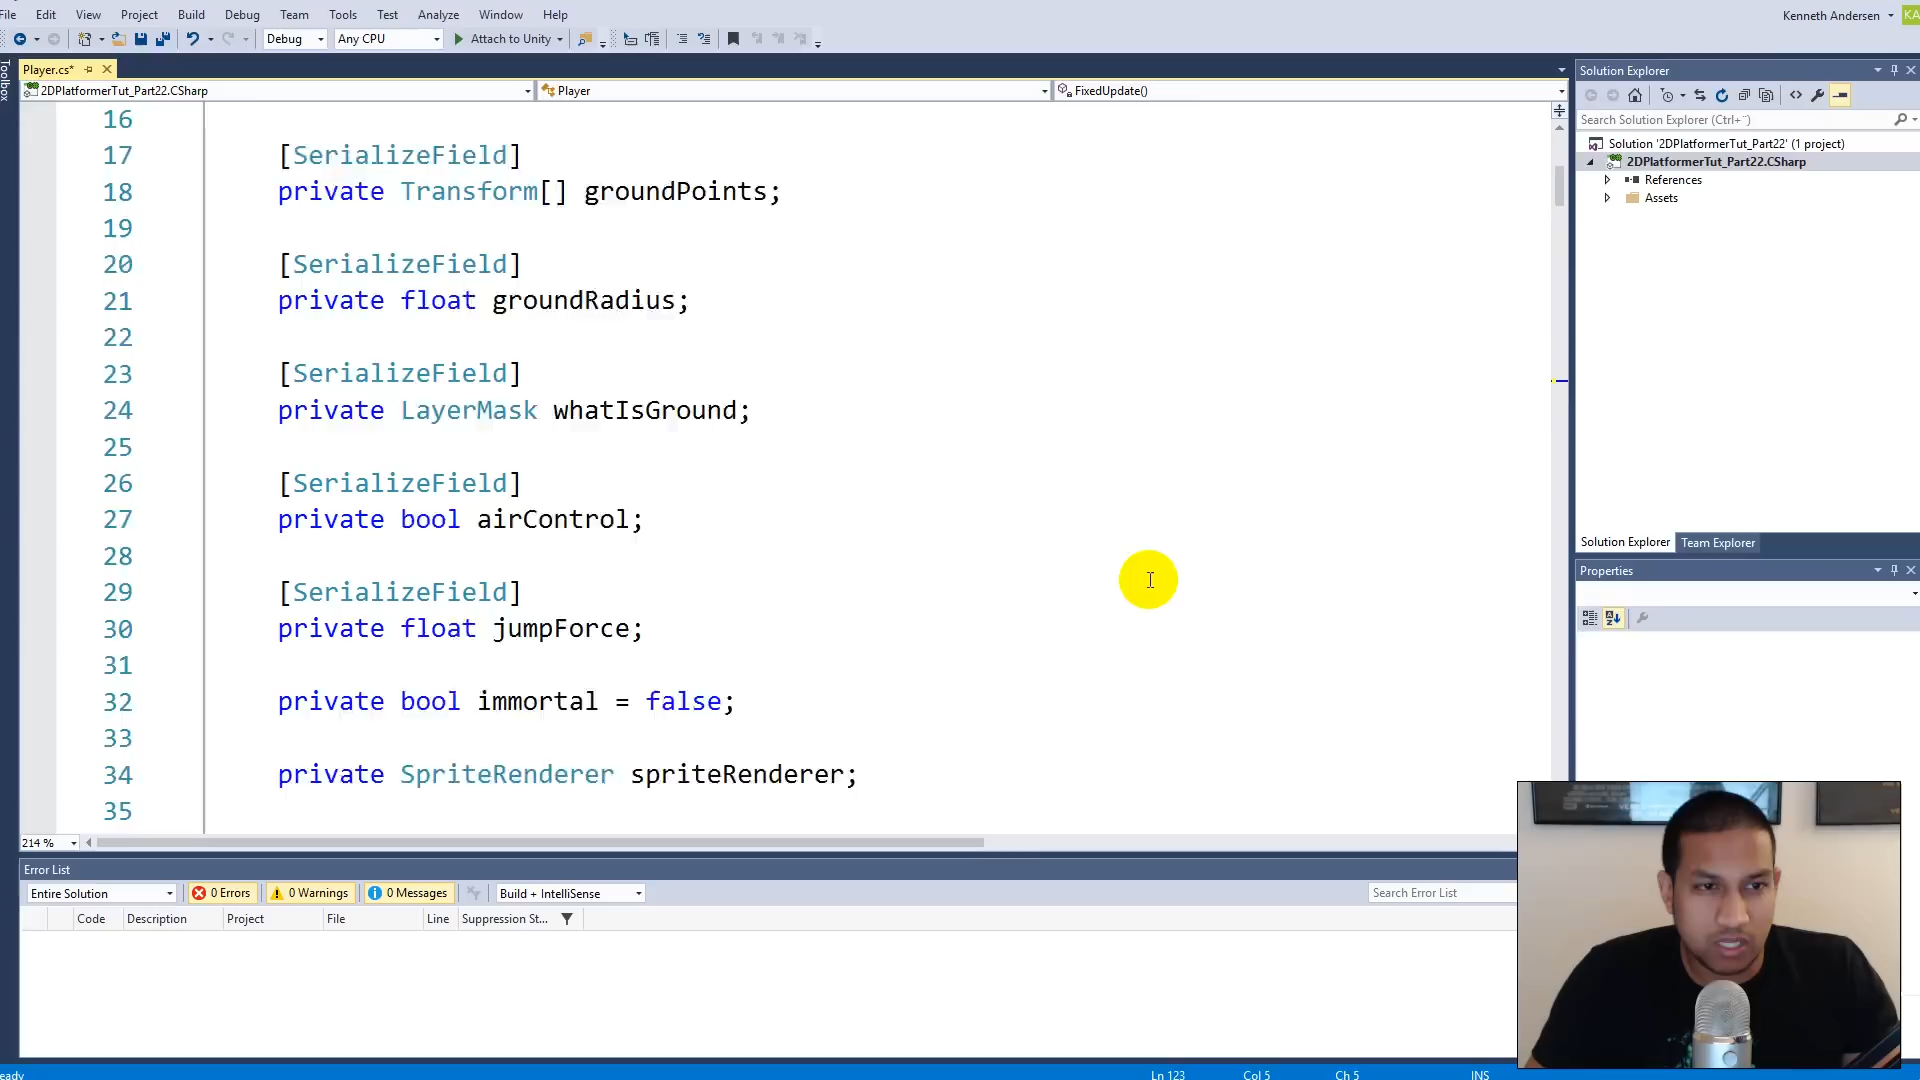 File Edit View Project Build Debug Team Tools Test Analyze Window Help Kenneth Andersen KA
Debug Any CPU Attach to Unity
Toolbox
Player.cs*
2DPlatformerTut_Part22.CSharp Player FixedUpdate()
16
17 [SerializeField]
18 private Transform[] groundPoints;
19
20 [SerializeField]
21 private float groundRadius;
22
23 [SerializeField]
24 private LayerMask whatIsGround;
25
26 [SerializeField]
27 private bool airControl;
28
29 [SerializeField]
30 private float jumpForce;
31
32 private bool immortal = false;
33
34 private SpriteRenderer spriteRenderer;
35
214 %
Solution Explorer
Search Solution Explorer (Ctrl+¨)
Solution '2DPlatformerTut_Part22' (1 project)
2DPlatformerTut_Part22.CSharp
References
Assets
Solution Explorer Team Explorer
Properties
Error List
Entire Solution 0 Errors 0 Warnings 0 Messages Build + IntelliSense Search Error List
Code Description Project File Line Suppression St...
eady Ln 123 Col 5 Ch 5 INS